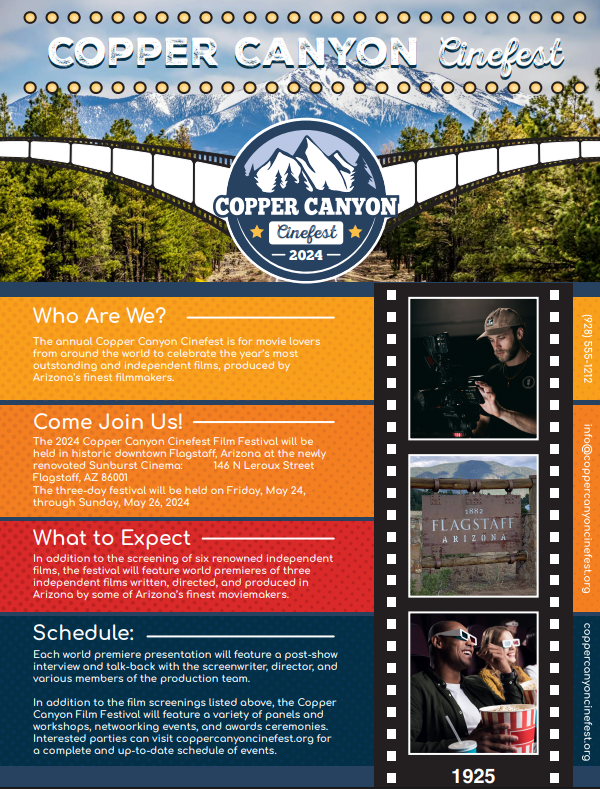 COPPER CANYON Cinefest
COPPER CANYON
Cinefest
2024
Who Are We?
The annual Copper Canyon Cinefest is for movie lovers
from around the world to celebrate the year's most
outstanding and independent films, produced by
Arizona's finest filmmakers.
Come Join Us!
The 2024 Copper Canyon Cinefest Film Festival will be
held in historic downtown Flagstaff, Arizona at the newly
renovated Sunburst Cinema: 146 N Leroux Street
Flagstaff, AZ 86001
The three-day festival will be held on Friday, May 24,
through Sunday, May 26, 2024
What to Expect
In addition to the screening of six renowned independent
films, the festival will feature world premieres of three
independent films written, directed, and produced in
Arizona by some of Arizona's finest moviemakers.
Schedule:
Each world premiere presentation will feature a post-show
interview and talk-back with the screenwriter, director, and
various members of the production team.
In addition to the film screenings listed above, the Copper
Canyon Film Festival will feature a variety of panels and
workshops, networking events, and awards ceremonies.
Interested parties can visit coppercanyoncinefest.org for
a complete and up-to-date schedule of events.
1882
FLAGSTAFF
ARIZONA
1925
(928) 555-1212
info@coppercanyoncinefest.org
coppercanyoncinefest.org